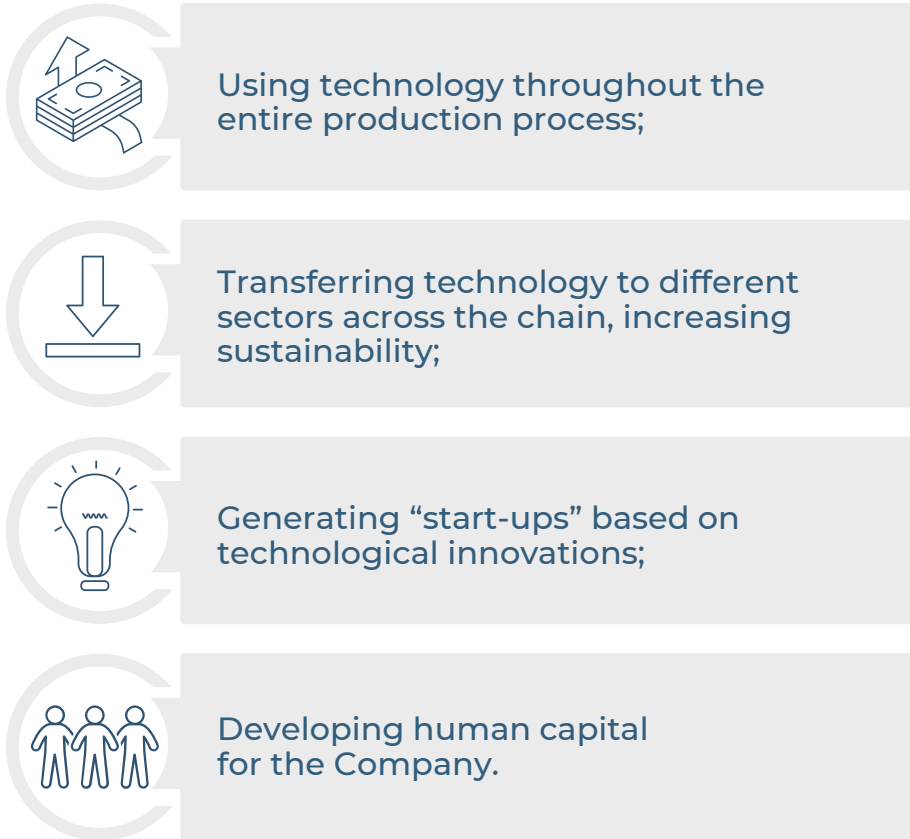 Using technology throughout the
entire production process;
Transferring technology to different
sectors across the chain, increasing
sustainability;
Generating “start-ups” based on
technological innovations;
Developing human capital
for the Company.